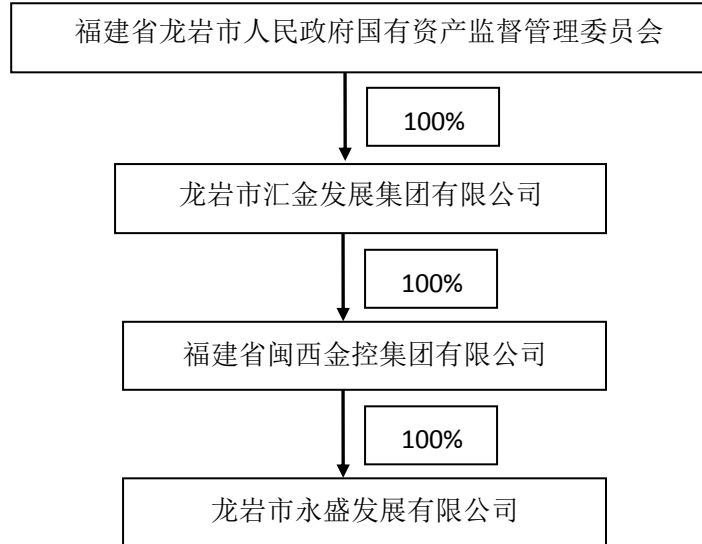 福建省龙岩市人民政府国有资产监督管理委员会
100%
龙岩市汇金发展集团有限公司
100%
福建省闽西金控集团有限公司
100%
龙岩市永盛发展有限公司